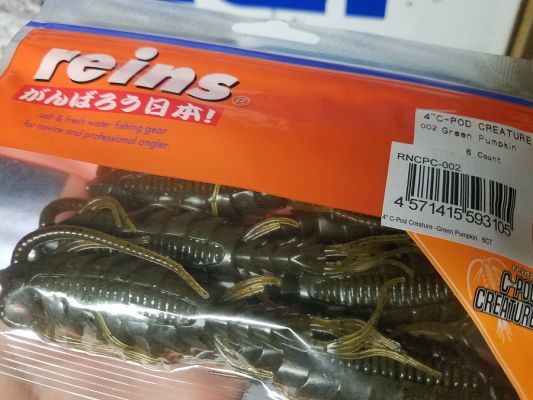 reins®
がんばろう日本!
salt & fresh water fishing gear
for novice and professional angler.
4"C-POD CREATURE
002 Green Pumpkin
6 Count
RNCPC-002
4 571415 593105
4" C-Pod Creature -Green Pumpkin 6CT
reins
C-POD
CREATURE